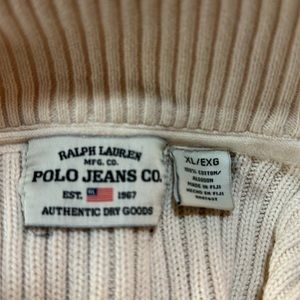 RALPH LAUREN
MFG. CO.
POLO JEANS CO.
EST. 1967
AUTHENTIC DRY GOODS
XL/EXG
100% COTTON/
ALGODON
MADE IN FIJI
HECHO EN FIJI